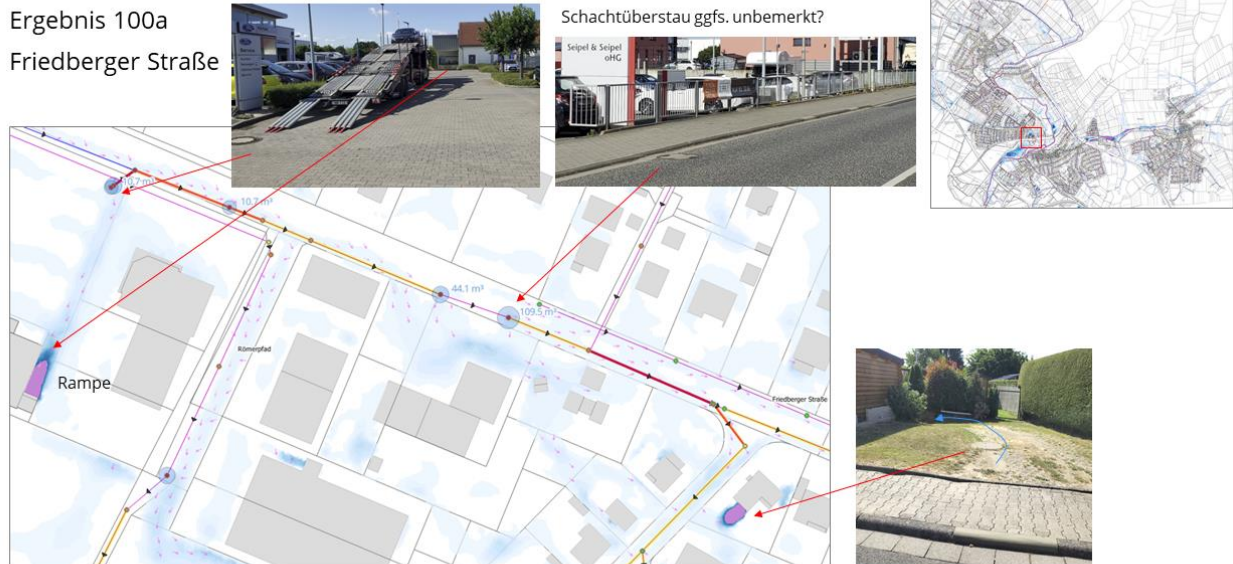 Ergebnis 100a
Friedberger Straße
Schachtüberstau ggfs. unbemerkt?
Seipel & Seipel
oHG
10.7 m³
10.7 m³
44.1 m³
109.5 m³
Römerpfad
Rampe
Friedberger Straße